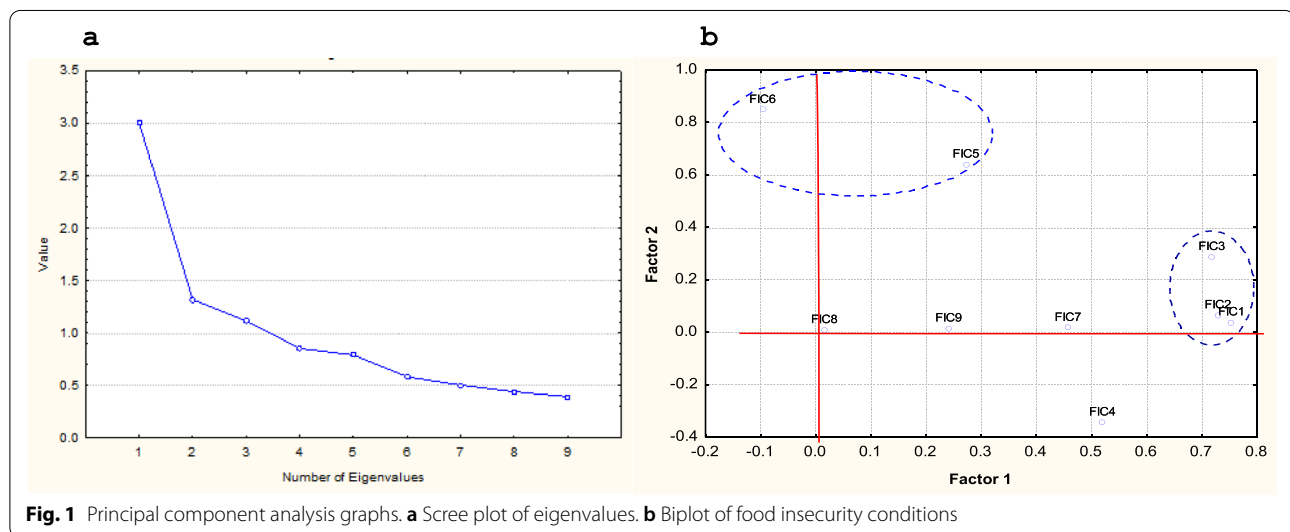 a
3.5
3.0
2.5
2.0
1.5
1.0
0.5
0.0
Value
1 2 3 4 5 6 7 8 9
Number of Eigenvalues
b
1.0
0.8
0.6
0.4
0.2
0.0
-0.2
-0.4
Factor 2
FIC6
FIC5
FIC3
FIC2
FIC1
FIC8
FIC9
FIC7
FIC4
-0.2 -0.1 0.0 0.1 0.2 0.3 0.4 0.5 0.6 0.7 0.8
Factor 1
Fig. 1 Principal component analysis graphs. a Scree plot of eigenvalues. b Biplot of food insecurity conditions